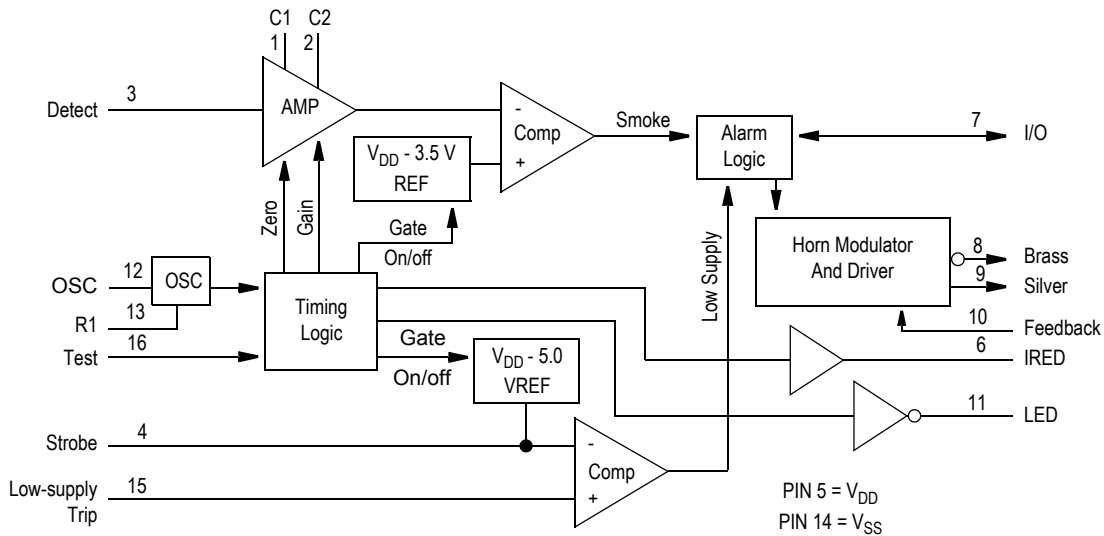 C1
C2
1
2
Detect
3
AMP
-
Comp
+
V_DD - 3.5 V
REF
Smoke
Alarm
Logic
7
I/O
Zero
Gain
Gate
On/off
Low Supply
Horn Modulator
And Driver
8
Brass
9
Silver
10
Feedback
6
IRED
OSC
12
OSC
R1
13
Test
16
Timing
Logic
Gate
On/off
V_DD - 5.0
VREF
11
LED
Strobe
4
-
Comp
+
Low-supply
Trip
15
PIN 5 = V_DD
PIN 14 = V_SS